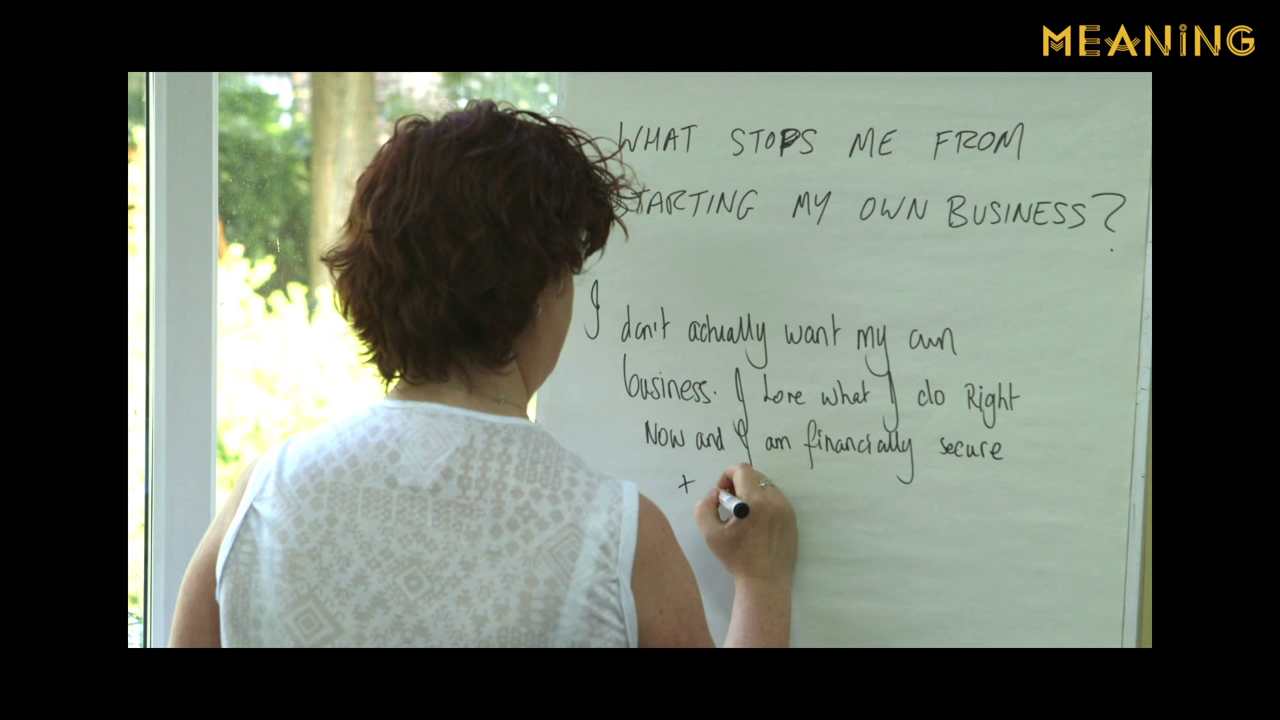 MEANING
WHAT STOPS ME FROM
STARTING MY OWN BUSINESS?
I don't actually want my own
business. I Love what I do Right
Now and I am financially secure
+